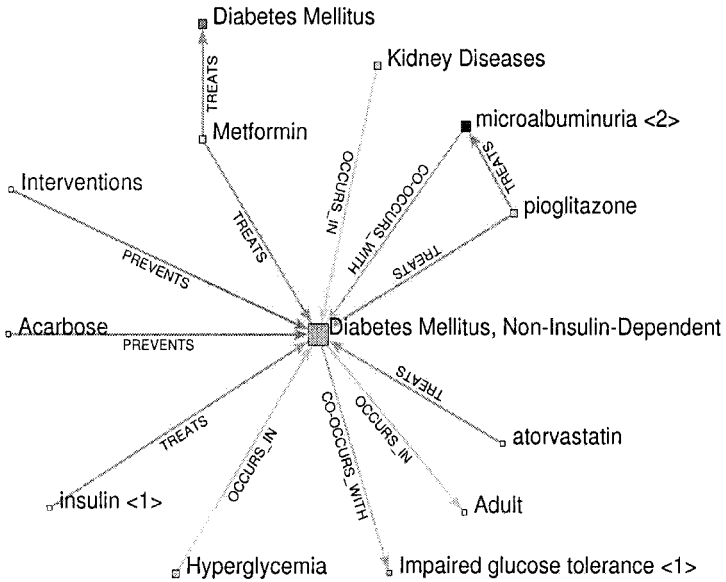 Diabetes Mellitus
Kidney Diseases
TREATS
microalbuminuria <2>
Metformin
TREATS
Interventions
OCCURS_IN
CO-OCCURS_WITH
pioglitazone
TREATS
TREATS
PREVENTS
Acarbose
Diabetes Mellitus, Non-Insulin-Dependent
PREVENTS
TREATS
TREATS
OCCURS_IN
CO-OCCURS_WITH
OCCURS_IN
atorvastatin
insulin <1>
Adult
Hyperglycemia
Impaired glucose tolerance <1>